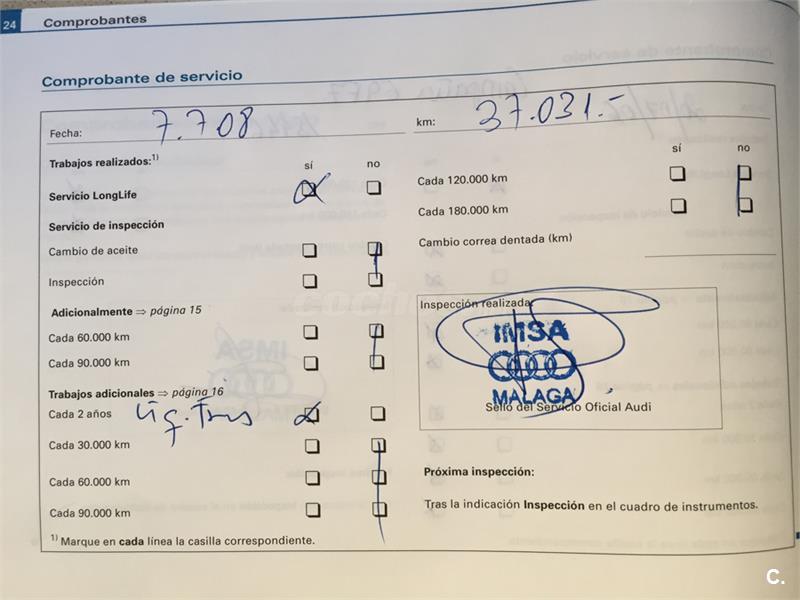 24 Comprobantes
Comprobante de servicio
Fecha: 7.7 08
km: 37.031.-
Trabajos realizados:1)
sí no
Servicio LongLife
Servicio de inspección
Cambio de aceite
Inspección
Adicionalmente ⇒ página 15
Cada 60.000 km
Cada 90.000 km
Trabajos adicionales ⇒ página 16
Cada 2 años
Cada 30.000 km
Cada 60.000 km
Cada 90.000 km
1) Marque en cada línea la casilla correspondiente.
sí no
Cada 120.000 km
Cada 180.000 km
Cambio correa dentada (km)
Inspección realizada:
IMSA
MALAGA
Sello del Servicio Oficial Audi
Próxima inspección:
Tras la indicación Inspección en el cuadro de instrumentos.
C.